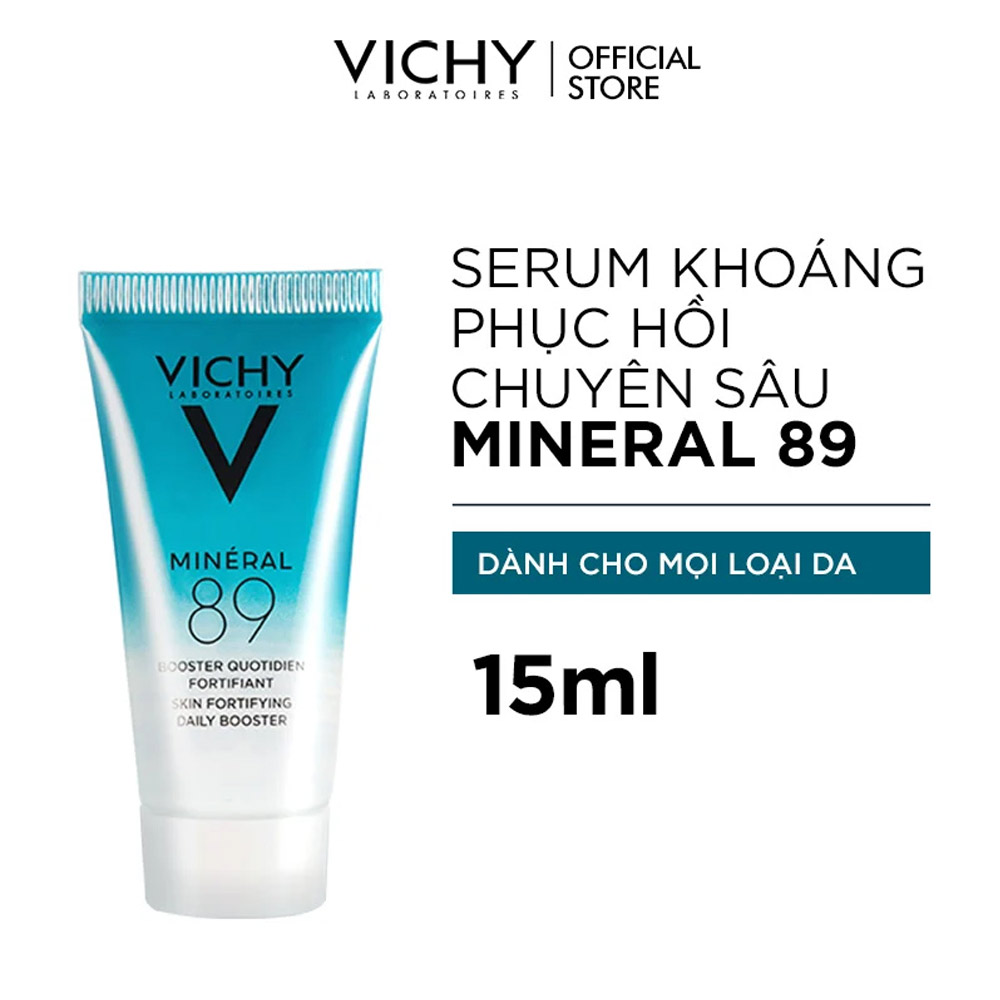 VICHY
LABORATOIRES
OFFICIAL
STORE
SERUM KHOÁNG
PHỤC HỒI
CHUYÊN SÂU
MINERAL 89
DÀNH CHO MỌI LOẠI DA
15ml
VICHY
LABORATOIRES
V
MINÉRAL
89
BOOSTER QUOTIDIEN
FORTIFIANT
SKIN FORTIFYING
DAILY BOOSTER